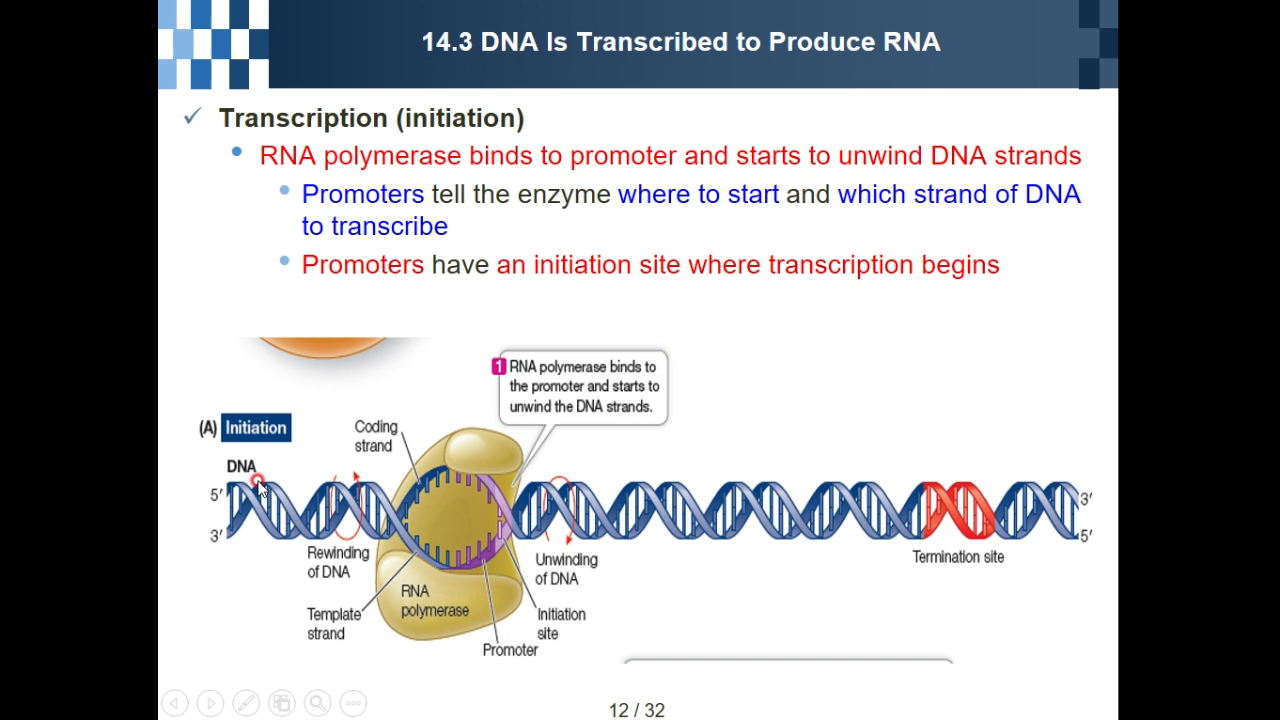 14.3 DNA Is Transcribed to Produce RNA
Transcription (initiation)
RNA polymerase binds to promoter and starts to unwind DNA strands
Promoters tell the enzyme where to start and which strand of DNA
to transcribe
Promoters have an initiation site where transcription begins
1 RNA polymerase binds to
the promoter and starts to
unwind the DNA strands.
(A) Initiation
Coding
strand
DNA
5′
3′
3′
5′
Rewinding
of DNA
Unwinding
of DNA
Termination site
RNA
polymerase
Template
strand
Initiation
site
Promoter
12 / 32